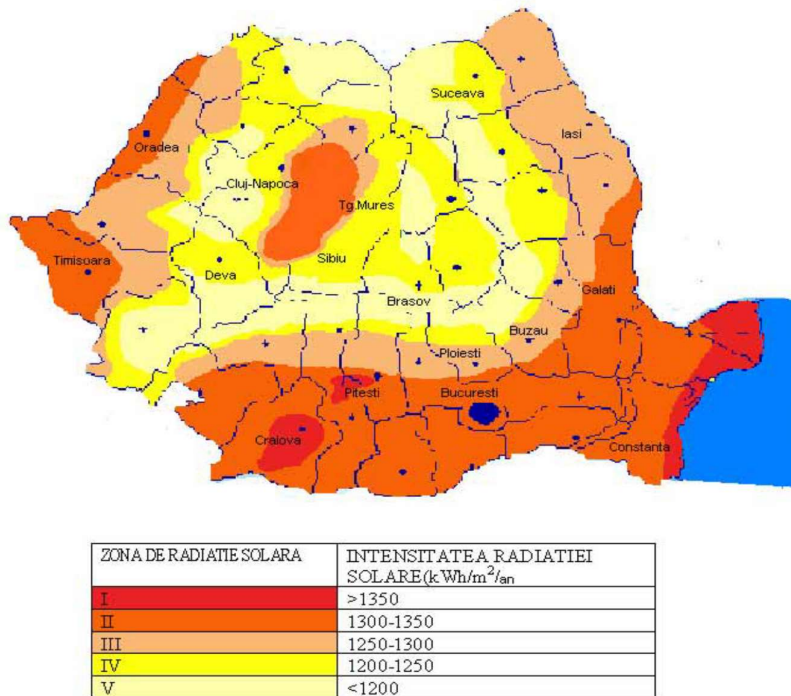 Suceava
Iasi
Oradea
Cluj-Napoca
Tg.Mures
Timisoara
Deva
Sibiu
Brasov
Galati
Buzau
Ploiesti
Pitesti
Bucuresti
Craiova
Constanta
ZONA DE RADIATIE SOLARA
INTENSITATEA RADIATIEI
SOLARE(kWh/m²/an
I >1350
II 1300-1350
III 1250-1300
IV 1200-1250
V <1200